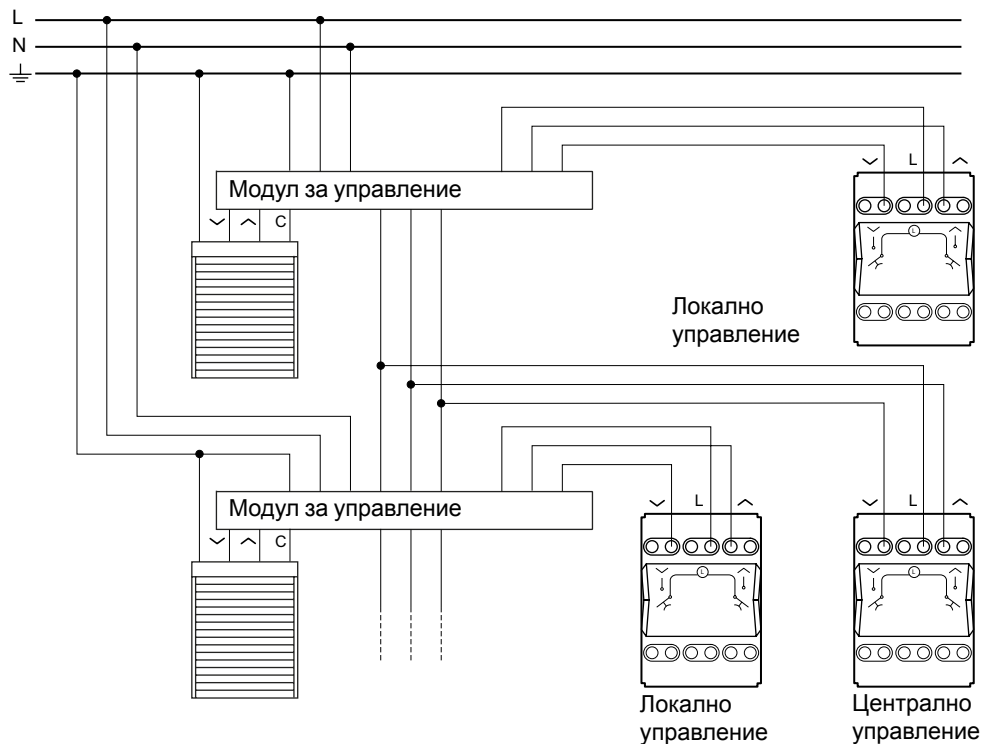 L
N
L
Модул за управление
C
L
Локално
управление
L
L
Модул за управление
C
L
L
Локално
управление
Централно
управление